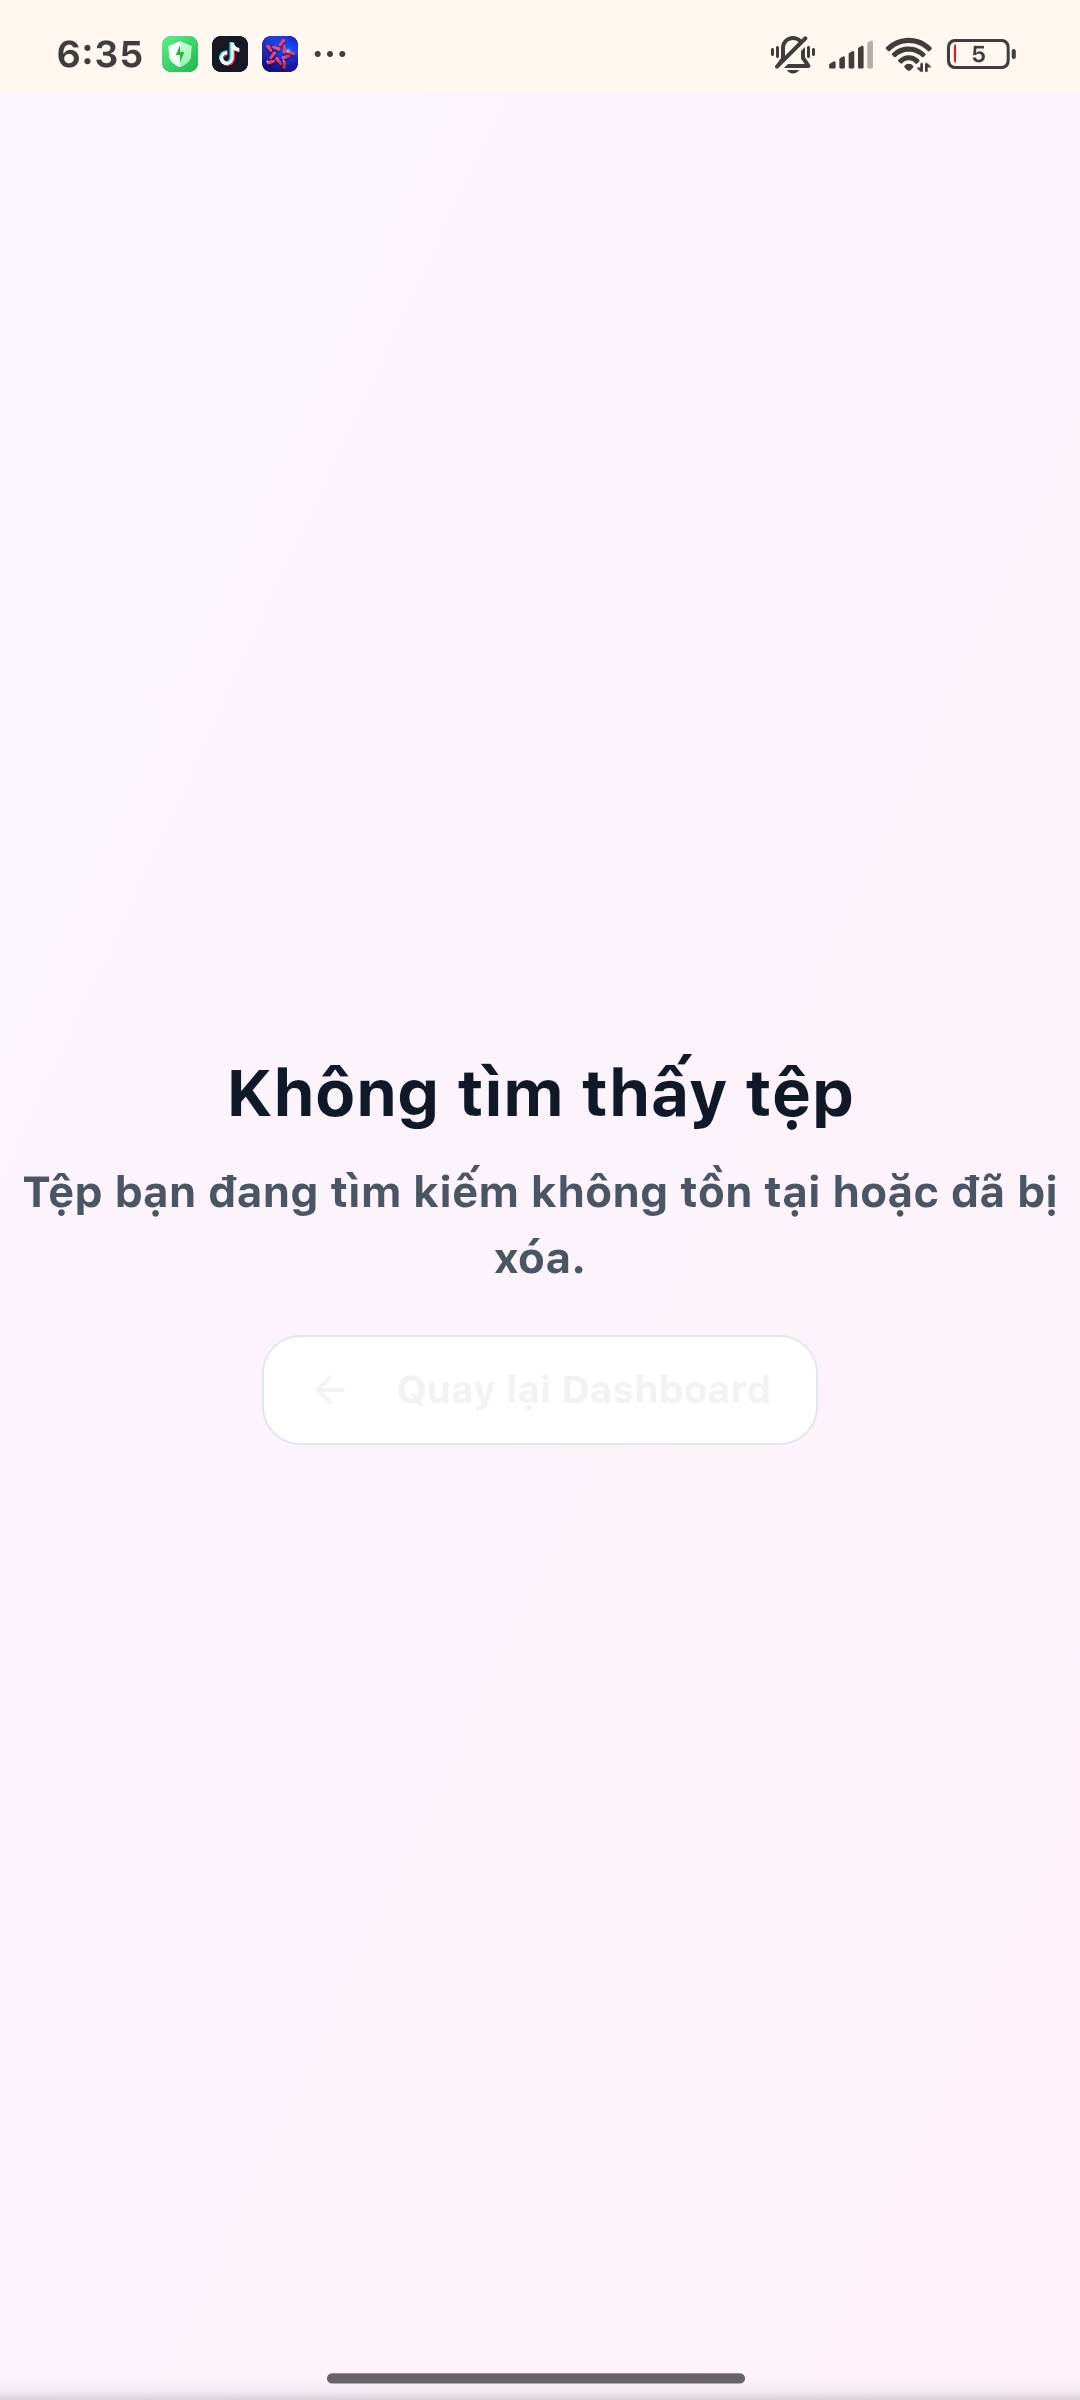 6:35
5
Không tìm thấy tệp
Tệp bạn đang tìm kiếm không tồn tại hoặc đã bị
xóa.
Quay lại Dashboard